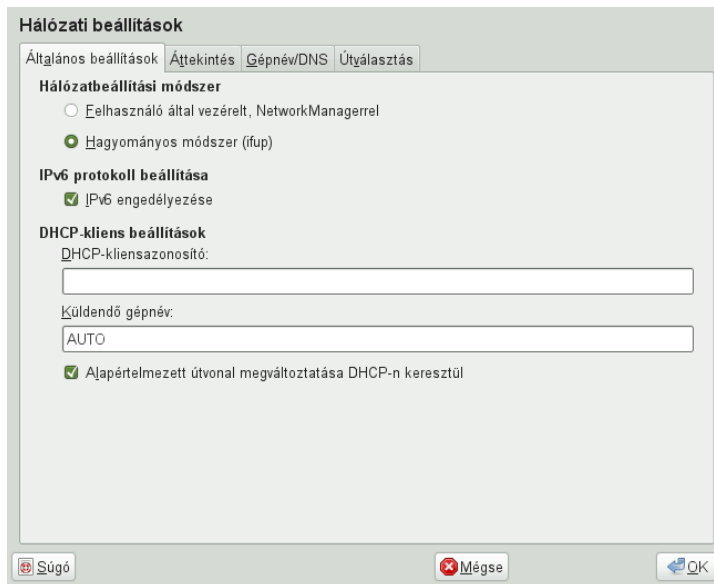 Hálózati beállítások
Általános beállítások Áttekintés Gépnév/DNS Útválasztás
Hálózatbeállítási módszer
Felhasználó által vezérelt, NetworkManagerrel
Hagyományos módszer (ifup)
IPv6 protokoll beállítása
IPv6 engedélyezése
DHCP-kliens beállítások
DHCP-kliensazonosító:
Küldendő gépnév:
AUTO
Alapértelmezett útvonal megváltoztatása DHCP-n keresztül
Súgó Mégse OK